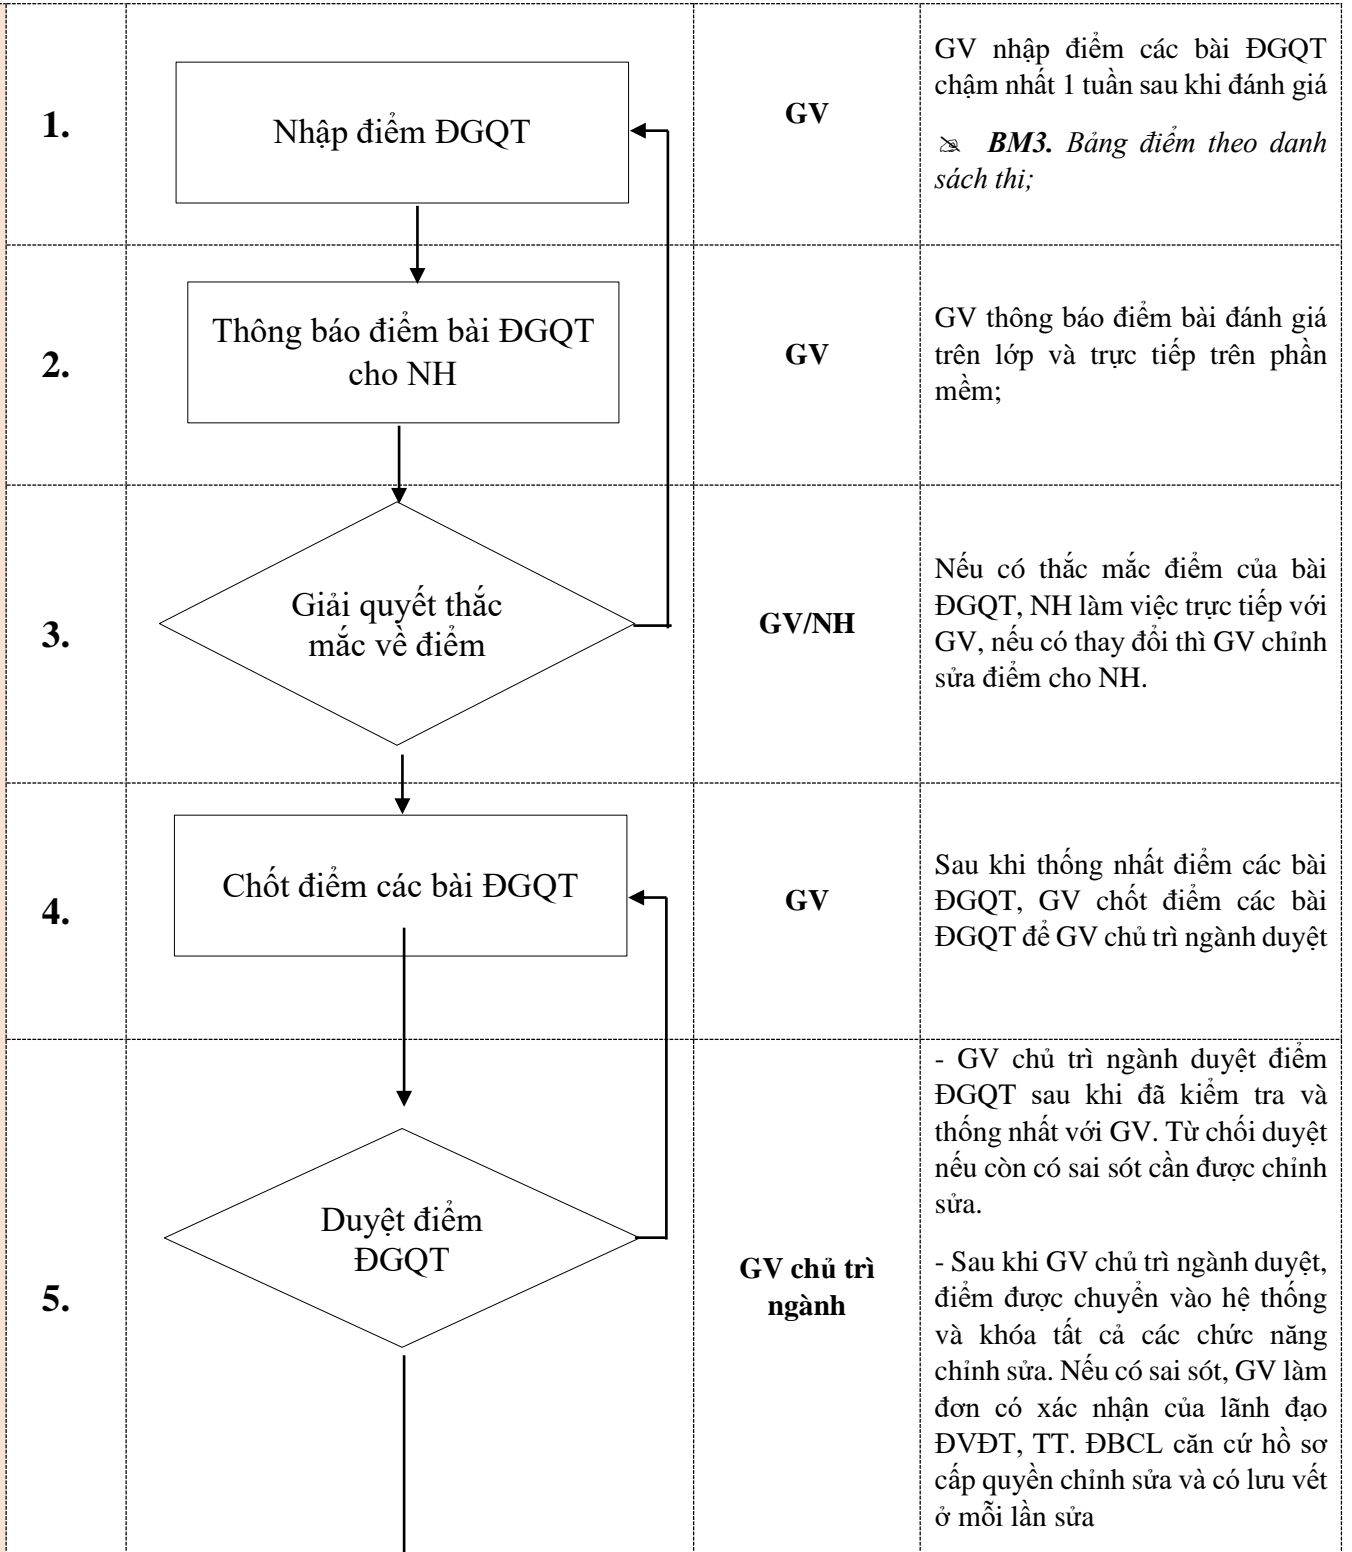 1.
Nhập điểm ĐGQT
GV
GV nhập điểm các bài ĐGQT
chậm nhất 1 tuần sau khi đánh giá
BM3. Bảng điểm theo danh
sách thi;
2.
Thông báo điểm bài ĐGQT
cho NH
GV
GV thông báo điểm bài đánh giá
trên lớp và trực tiếp trên phần
mềm;
3.
Giải quyết thắc
mắc về điểm
GV/NH
Nếu có thắc mắc điểm của bài
ĐGQT, NH làm việc trực tiếp với
GV, nếu có thay đổi thì GV chỉnh
sửa điểm cho NH.
4.
Chốt điểm các bài ĐGQT
GV
Sau khi thống nhất điểm các bài
ĐGQT, GV chốt điểm các bài
ĐGQT để GV chủ trì ngành duyệt
5.
Duyệt điểm
ĐGQT
GV chủ trì
ngành
- GV chủ trì ngành duyệt điểm
ĐGQT sau khi đã kiểm tra và
thống nhất với GV. Từ chối duyệt
nếu còn có sai sót cần được chỉnh
sửa.
- Sau khi GV chủ trì ngành duyệt,
điểm được chuyển vào hệ thống
và khóa tất cả các chức năng
chỉnh sửa. Nếu có sai sót, GV làm
đơn có xác nhận của lãnh đạo
ĐVĐT, TT. ĐBCL căn cứ hồ sơ
cấp quyền chỉnh sửa và có lưu vết
ở mỗi lần sửa